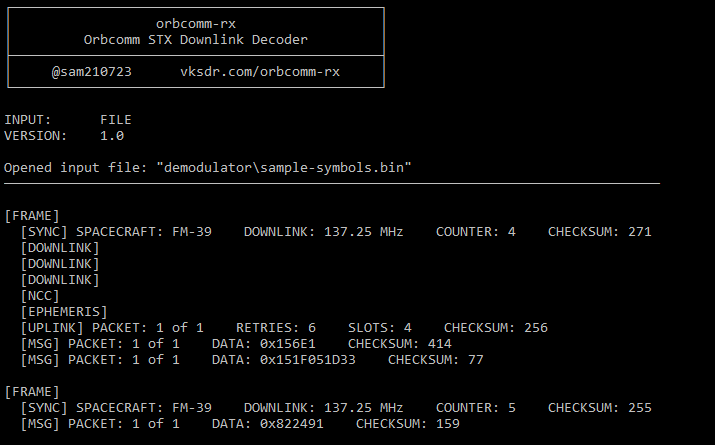 orbcomm-rx
Orbcomm STX Downlink Decoder
@sam210723 vksdr.com/orbcomm-rx
INPUT: FILE
VERSION: 1.0
Opened input file: "demodulator\sample-symbols.bin"
[FRAME]
[SYNC] SPACECRAFT: FM-39 DOWNLINK: 137.25 MHz COUNTER: 4 CHECKSUM: 271
[DOWNLINK]
[DOWNLINK]
[DOWNLINK]
[NCC]
[EPHEMERIS]
[UPLINK] PACKET: 1 of 1 RETRIES: 6 SLOTS: 4 CHECKSUM: 256
[MSG] PACKET: 1 of 1 DATA: 0x156E1 CHECKSUM: 414
[MSG] PACKET: 1 of 1 DATA: 0x151F051D33 CHECKSUM: 77
[FRAME]
[SYNC] SPACECRAFT: FM-39 DOWNLINK: 137.25 MHz COUNTER: 5 CHECKSUM: 255
[MSG] PACKET: 1 of 1 DATA: 0x822491 CHECKSUM: 159